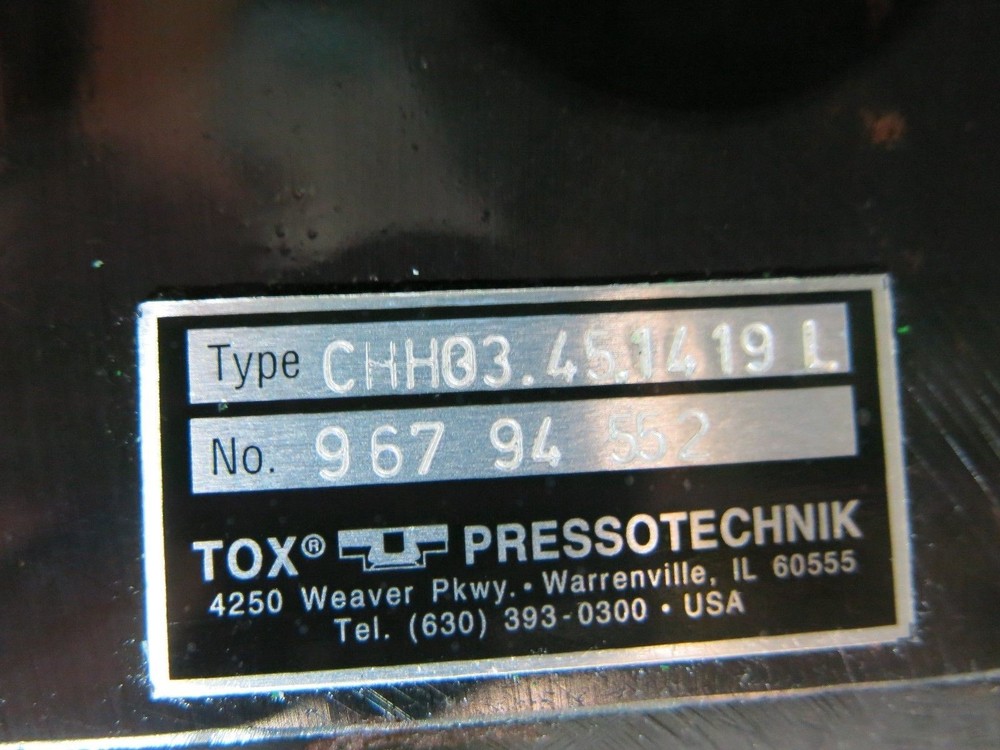 Type CHH03.45.1419 L
No. 967 94 552
TOX® PRESSOTECHNIK
4250 Weaver Pkwy. • Warrenville, IL 60555
Tel. (630) 393-0300 • USA